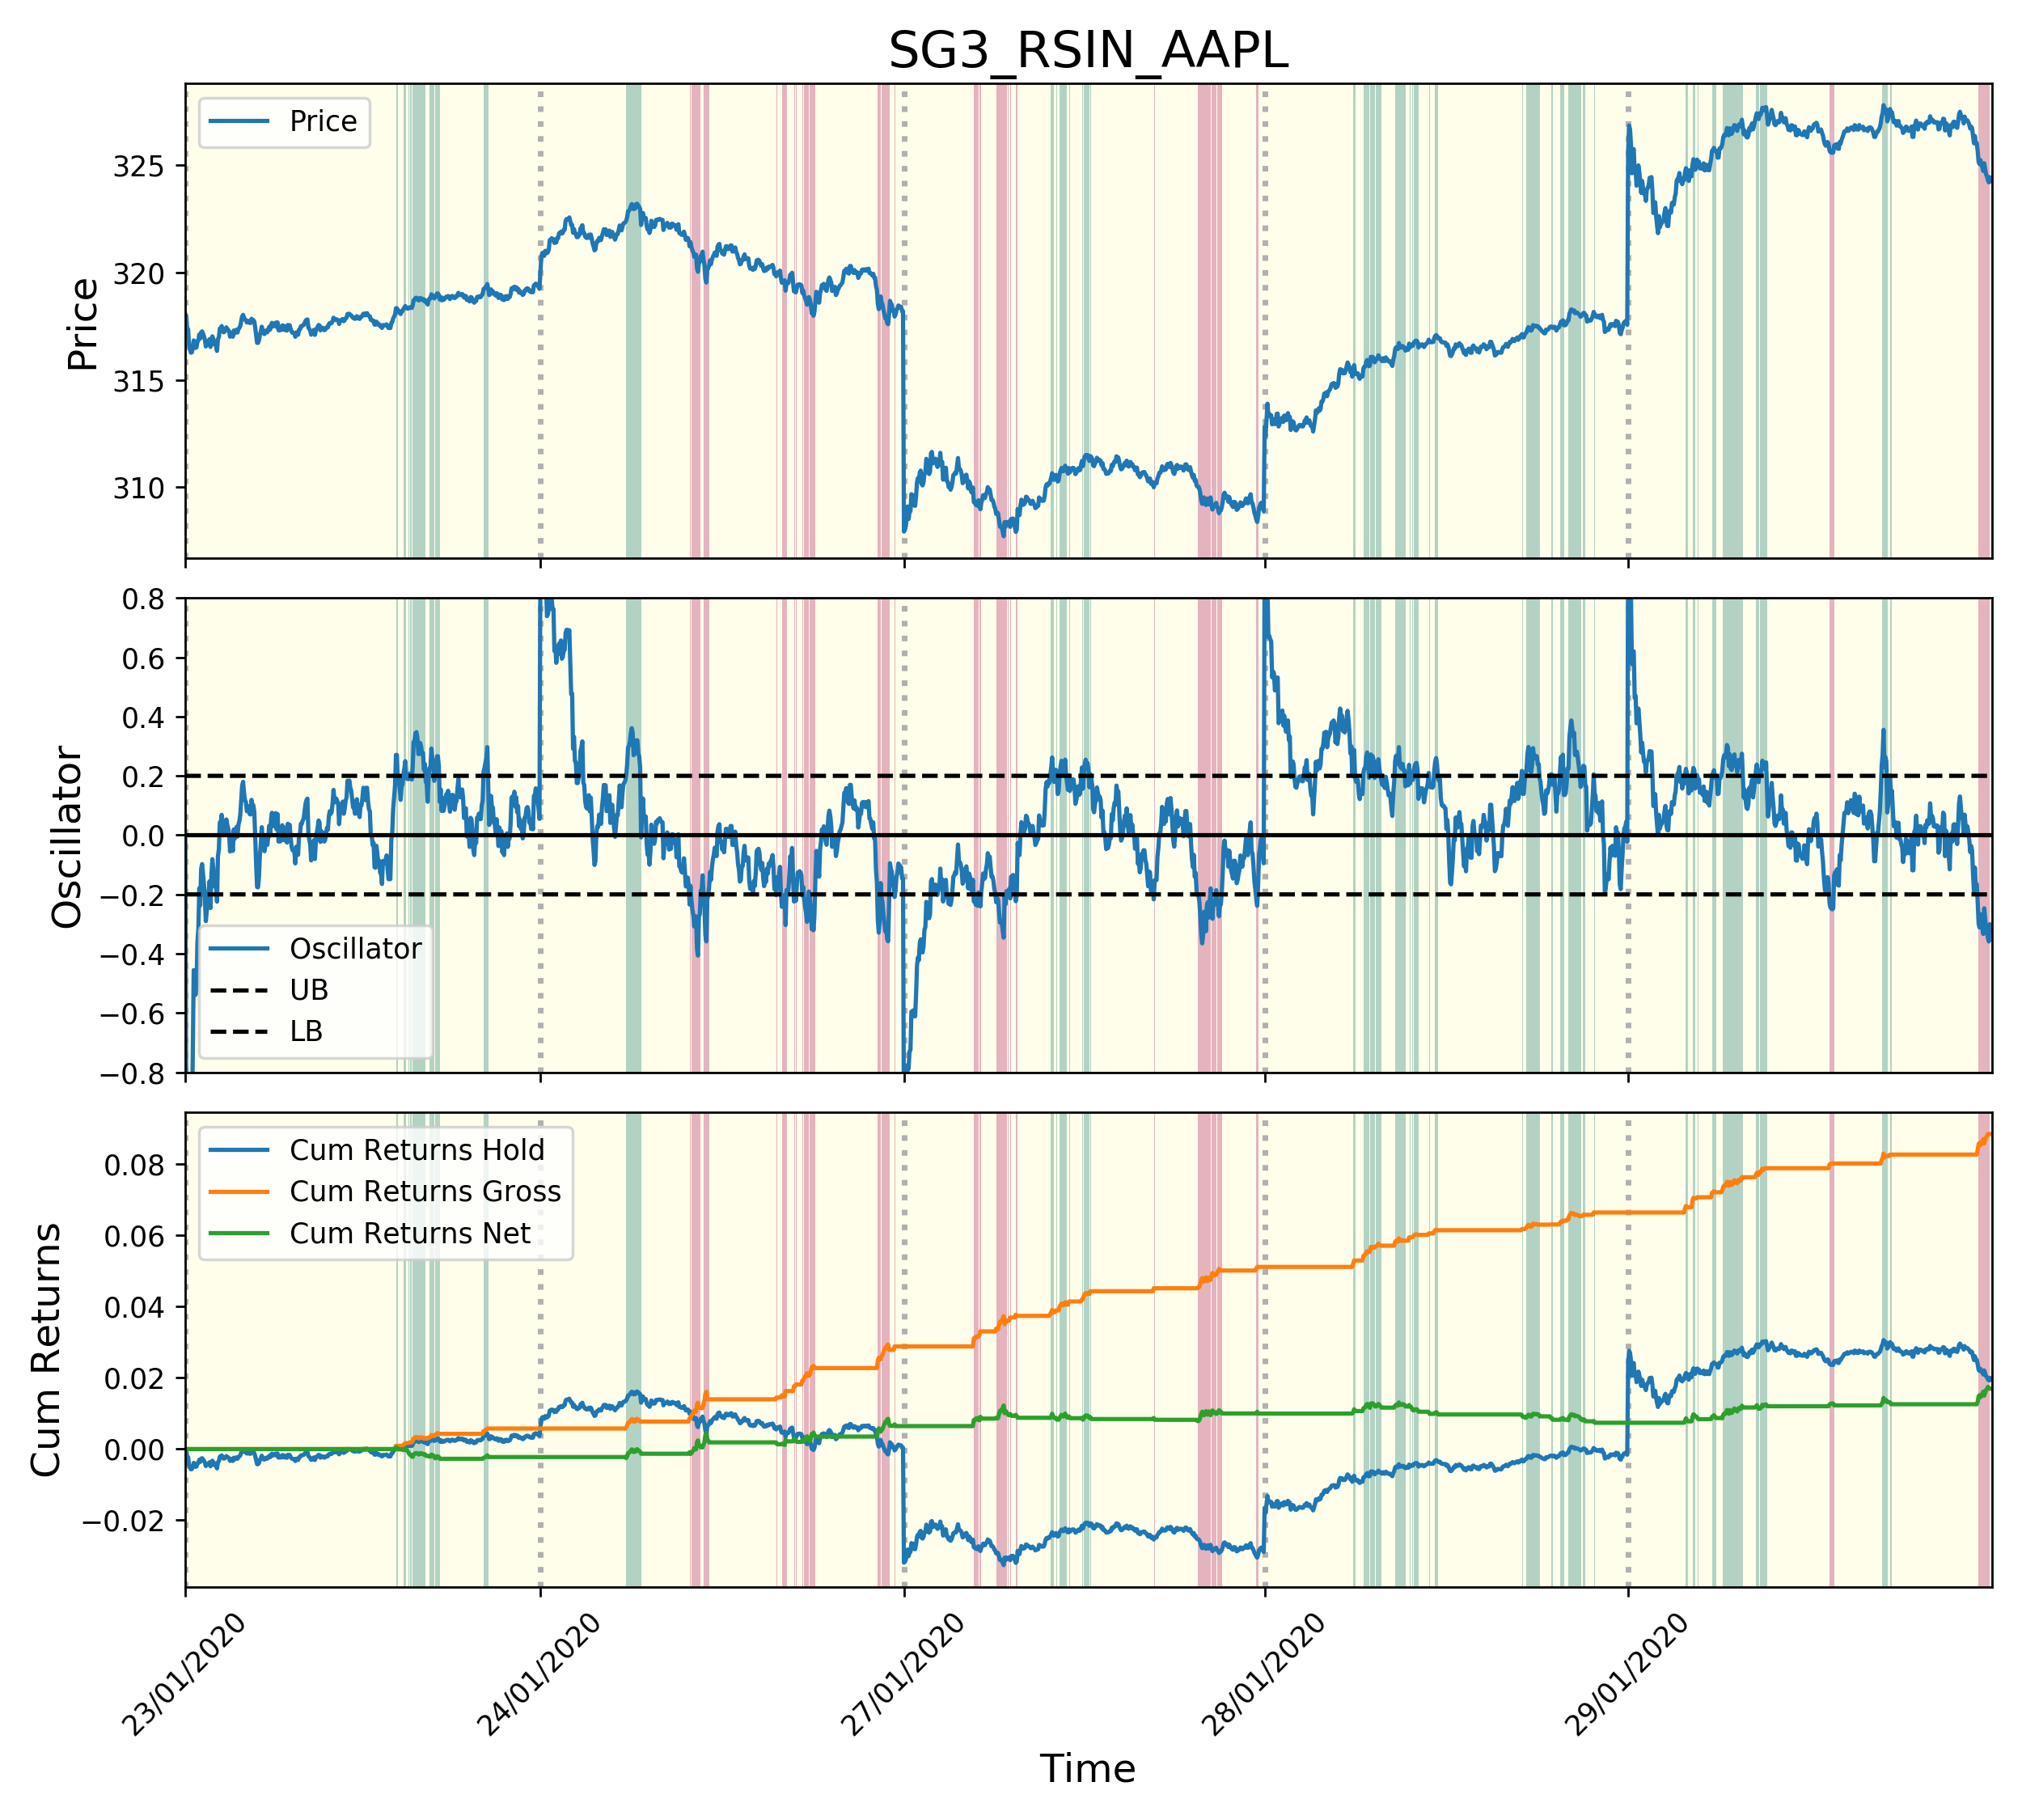 SG3_RSIN_AAPL
Price
325
320
315
310
Price
0.8
0.6
0.4
0.2
0.0
−0.2
−0.4
−0.6
−0.8
Oscillator
Oscillator
UB
LB
Cum Returns Hold
Cum Returns Gross
Cum Returns Net
0.08
0.06
0.04
0.02
0.00
−0.02
Cum Returns
23/01/2020
24/01/2020
27/01/2020
28/01/2020
29/01/2020
Time